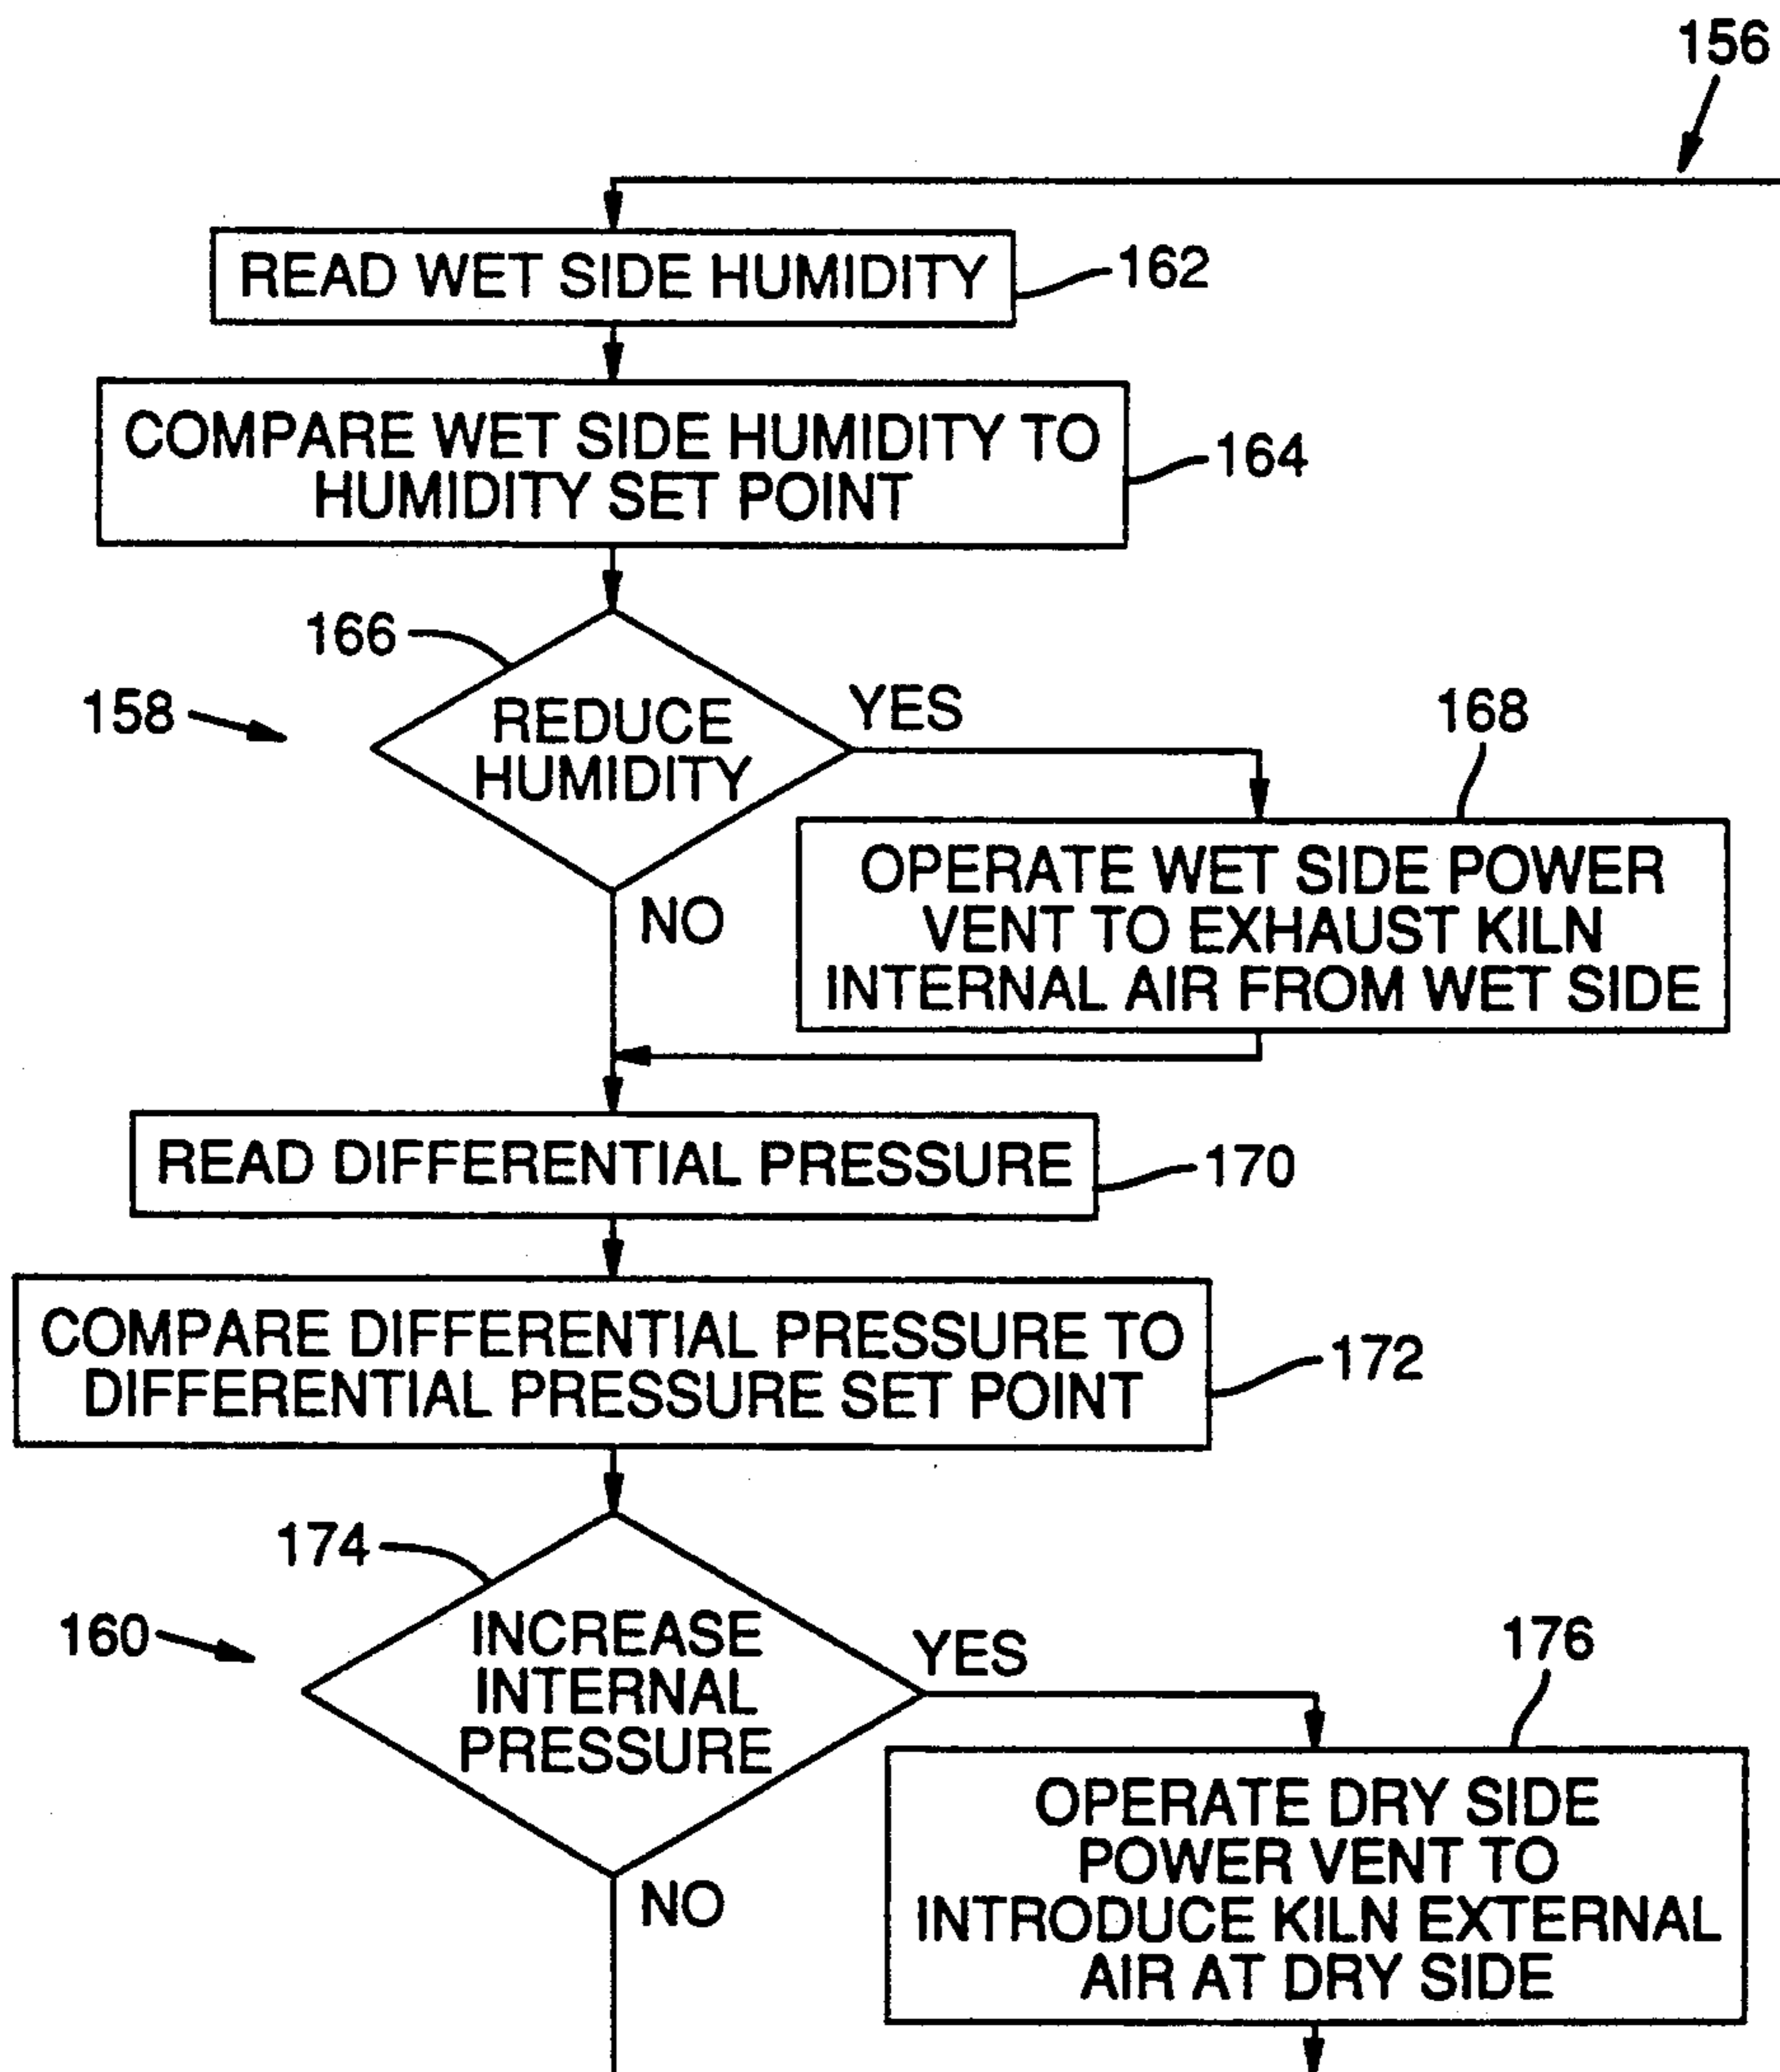 156
READ WET SIDE HUMIDITY
162
COMPARE WET SIDE HUMIDITY TO
HUMIDITY SET POINT
164
166
158
REDUCE
HUMIDITY
YES
168
NO
OPERATE WET SIDE POWER
VENT TO EXHAUST KILN
INTERNAL AIR FROM WET SIDE
READ DIFFERENTIAL PRESSURE
170
COMPARE DIFFERENTIAL PRESSURE TO
DIFFERENTIAL PRESSURE SET POINT
172
174
160
INCREASE
INTERNAL
PRESSURE
YES
176
NO
OPERATE DRY SIDE
POWER VENT TO
INTRODUCE KILN EXTERNAL
AIR AT DRY SIDE